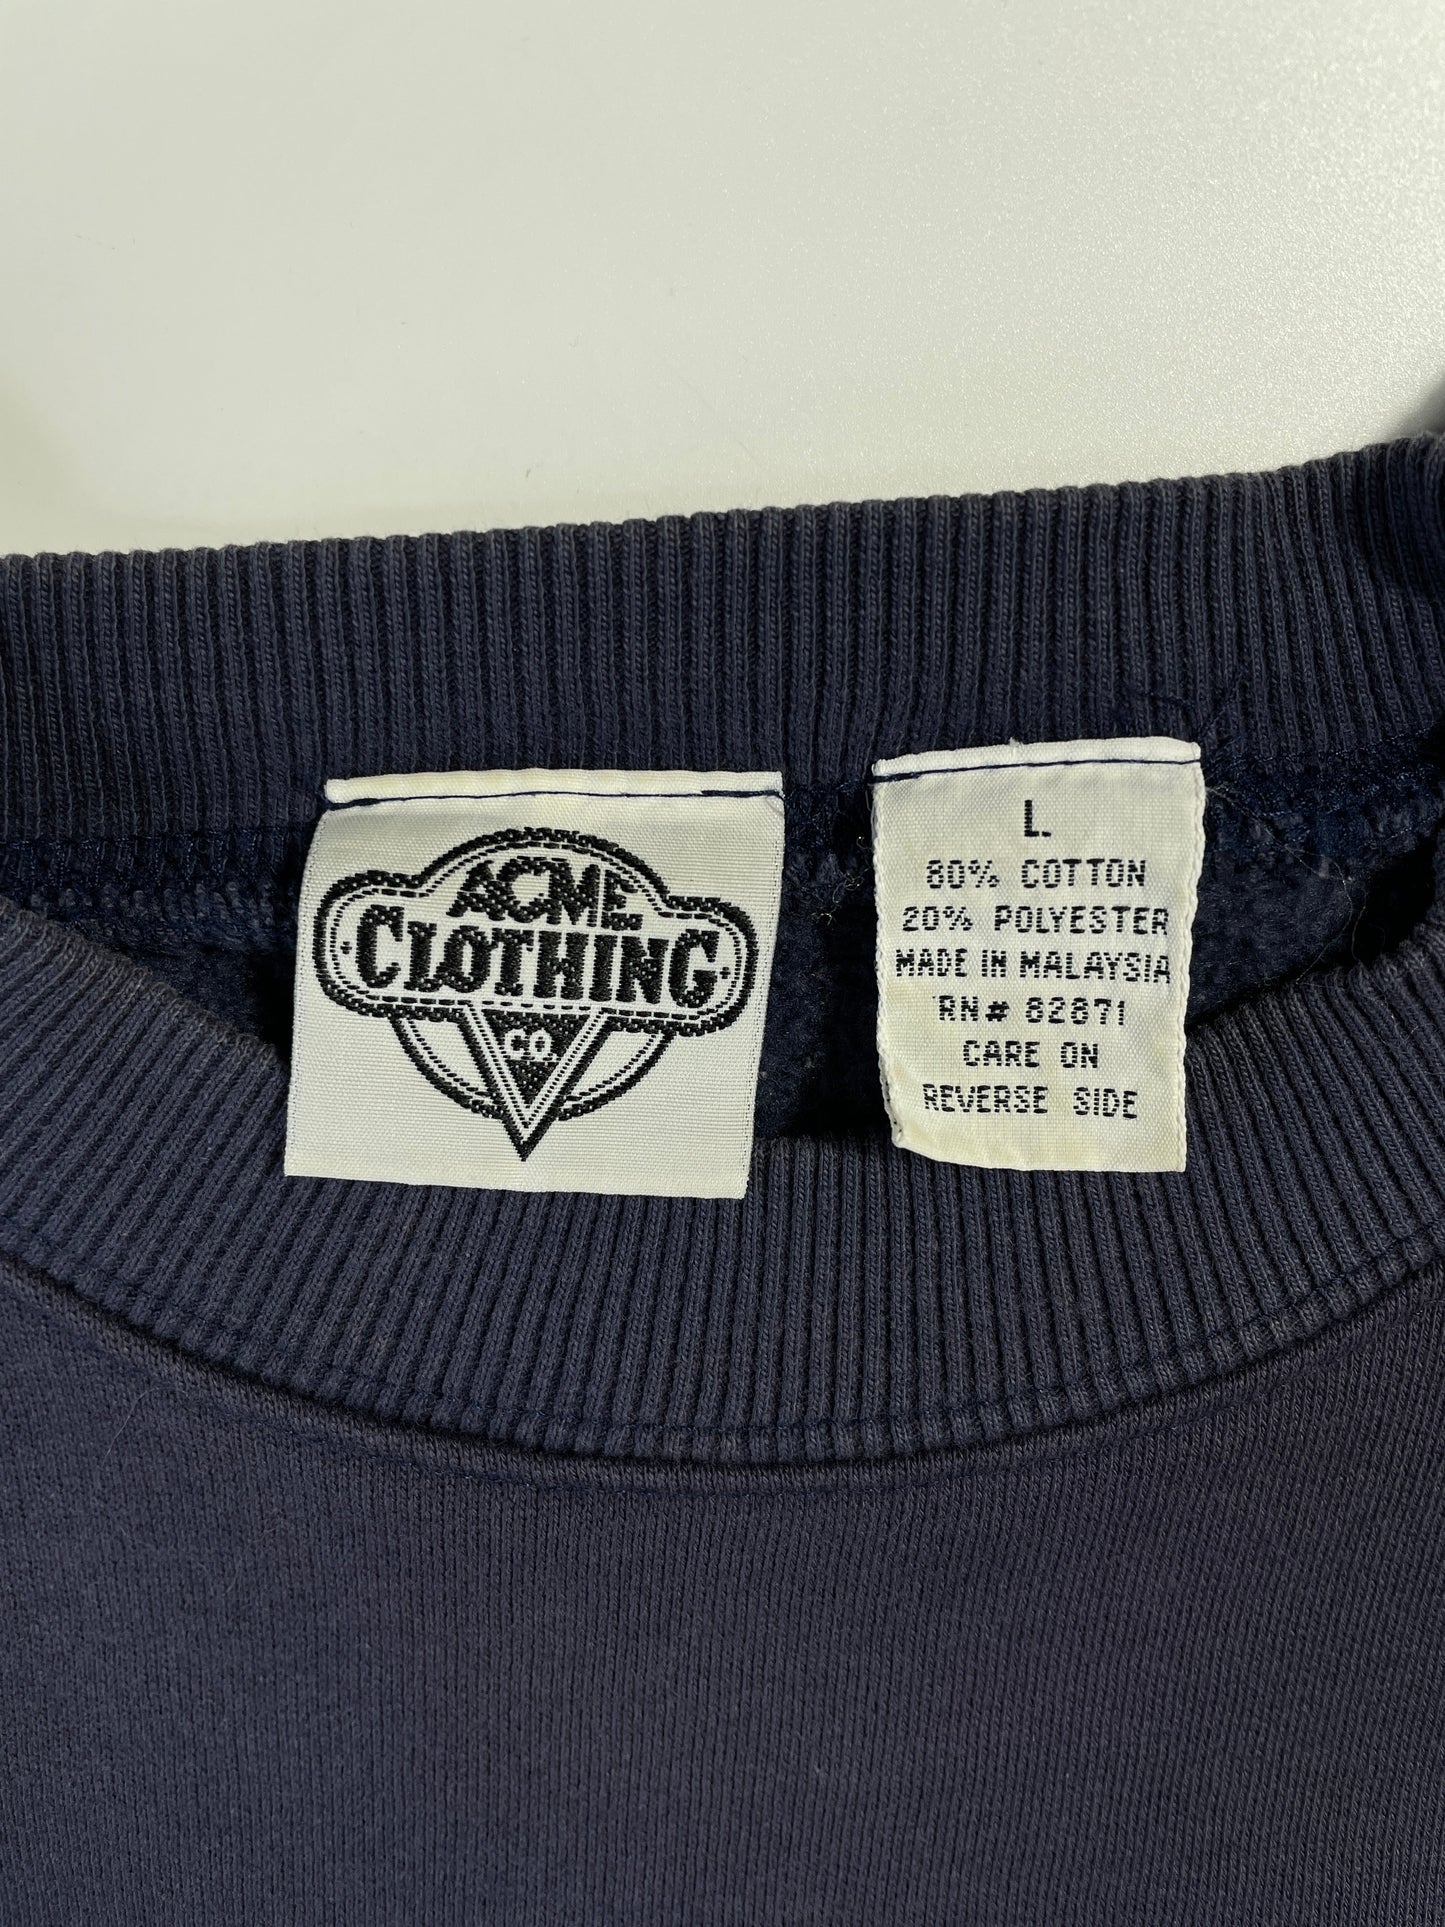 ACME
CLOTHING
CO.
L
80% COTTON
20% POLYESTER
MADE IN MALAYSIA
RN# 82871
CARE ON
REVERSE SIDE